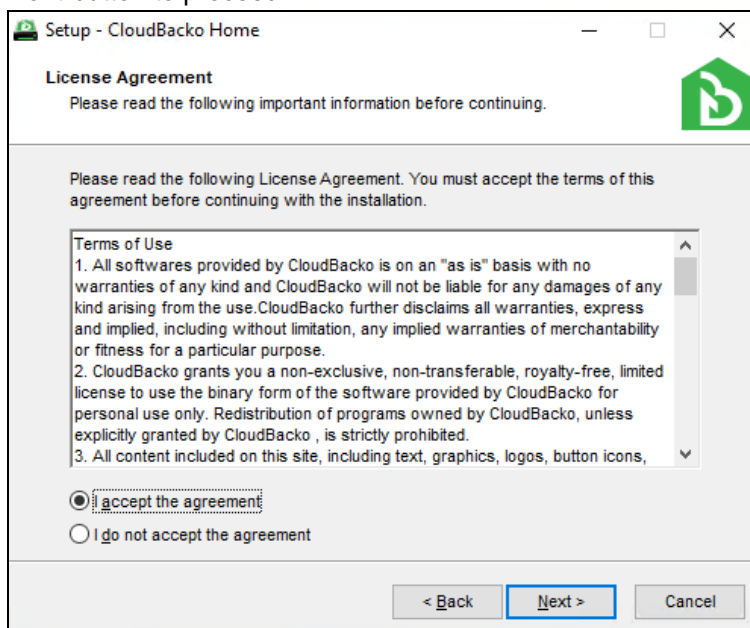 Setup - CloudBacko Home
License Agreement
Please read the following important information before continuing.
Please read the following License Agreement. You must accept the terms of this
agreement before continuing with the installation.
Terms of Use
1. All softwares provided by CloudBacko is on an "as is" basis with no
warranties of any kind and CloudBacko will not be liable for any damages of any
kind arising from the use.CloudBacko further disclaims all warranties, express
and implied, including without limitation, any implied warranties of merchantability
or fitness for a particular purpose.
2. CloudBacko grants you a non-exclusive, non-transferable, royalty-free, limited
license to use the binary form of the software provided by CloudBacko for
personal use only. Redistribution of programs owned by CloudBacko, unless
explicitly granted by CloudBacko , is strictly prohibited.
3. All content included on this site, including text, graphics, logos, button icons,
I accept the agreement
I do not accept the agreement
< Back Next > Cancel